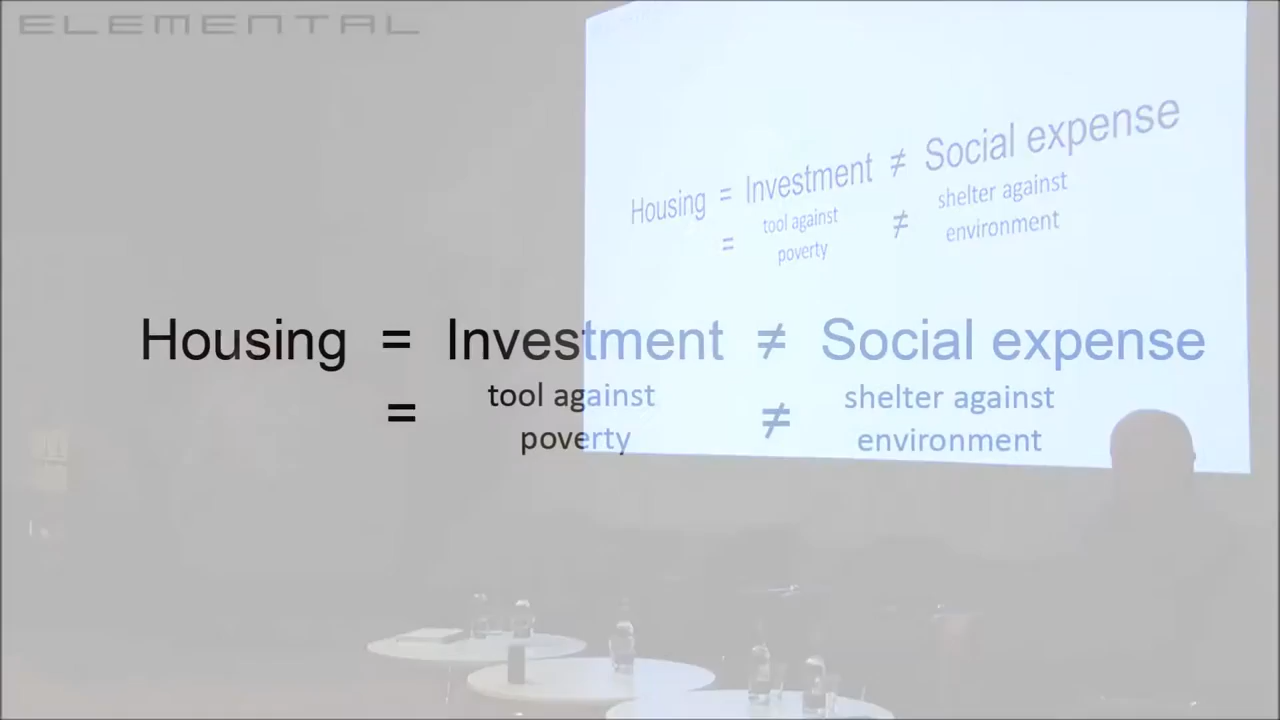 ELEMENTAL
Housing = Investment ≠ Social expense
= tool against poverty ≠ shelter against environment
Housing = Investment ≠ Social expense
= tool against poverty ≠ shelter against environment